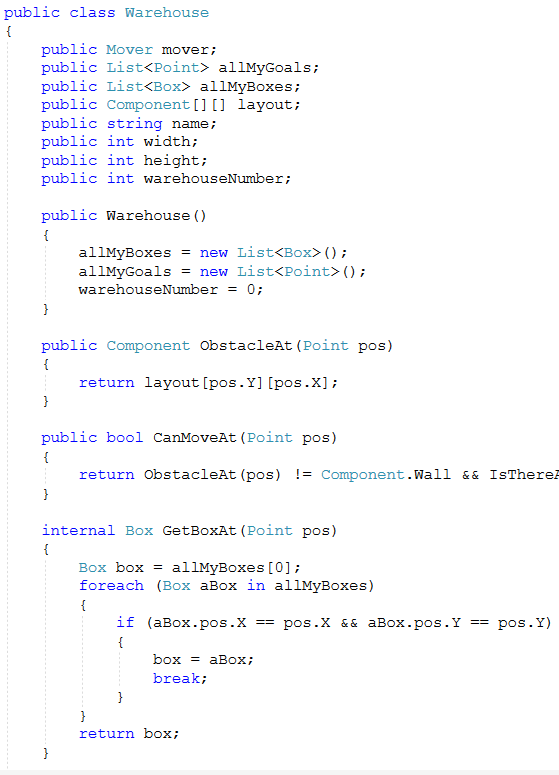 public class Warehouse
{
    public Mover mover;
    public List<Point> allMyGoals;
    public List<Box> allMyBoxes;
    public Component[][] layout;
    public string name;
    public int width;
    public int height;
    public int warehouseNumber;

    public Warehouse()
    {
        allMyBoxes = new List<Box>();
        allMyGoals = new List<Point>();
        warehouseNumber = 0;
    }

    public Component ObstacleAt(Point pos)
    {
        return layout[pos.Y][pos.X];
    }

    public bool CanMoveAt(Point pos)
    {
        return ObstacleAt(pos) != Component.Wall && IsThere
    }

    internal Box GetBoxAt(Point pos)
    {
        Box box = allMyBoxes[0];
        foreach (Box aBox in allMyBoxes)
        {
            if (aBox.pos.X == pos.X && aBox.pos.Y == pos.Y)
            {
                box = aBox;
                break;
            }
        }
        return box;
    }